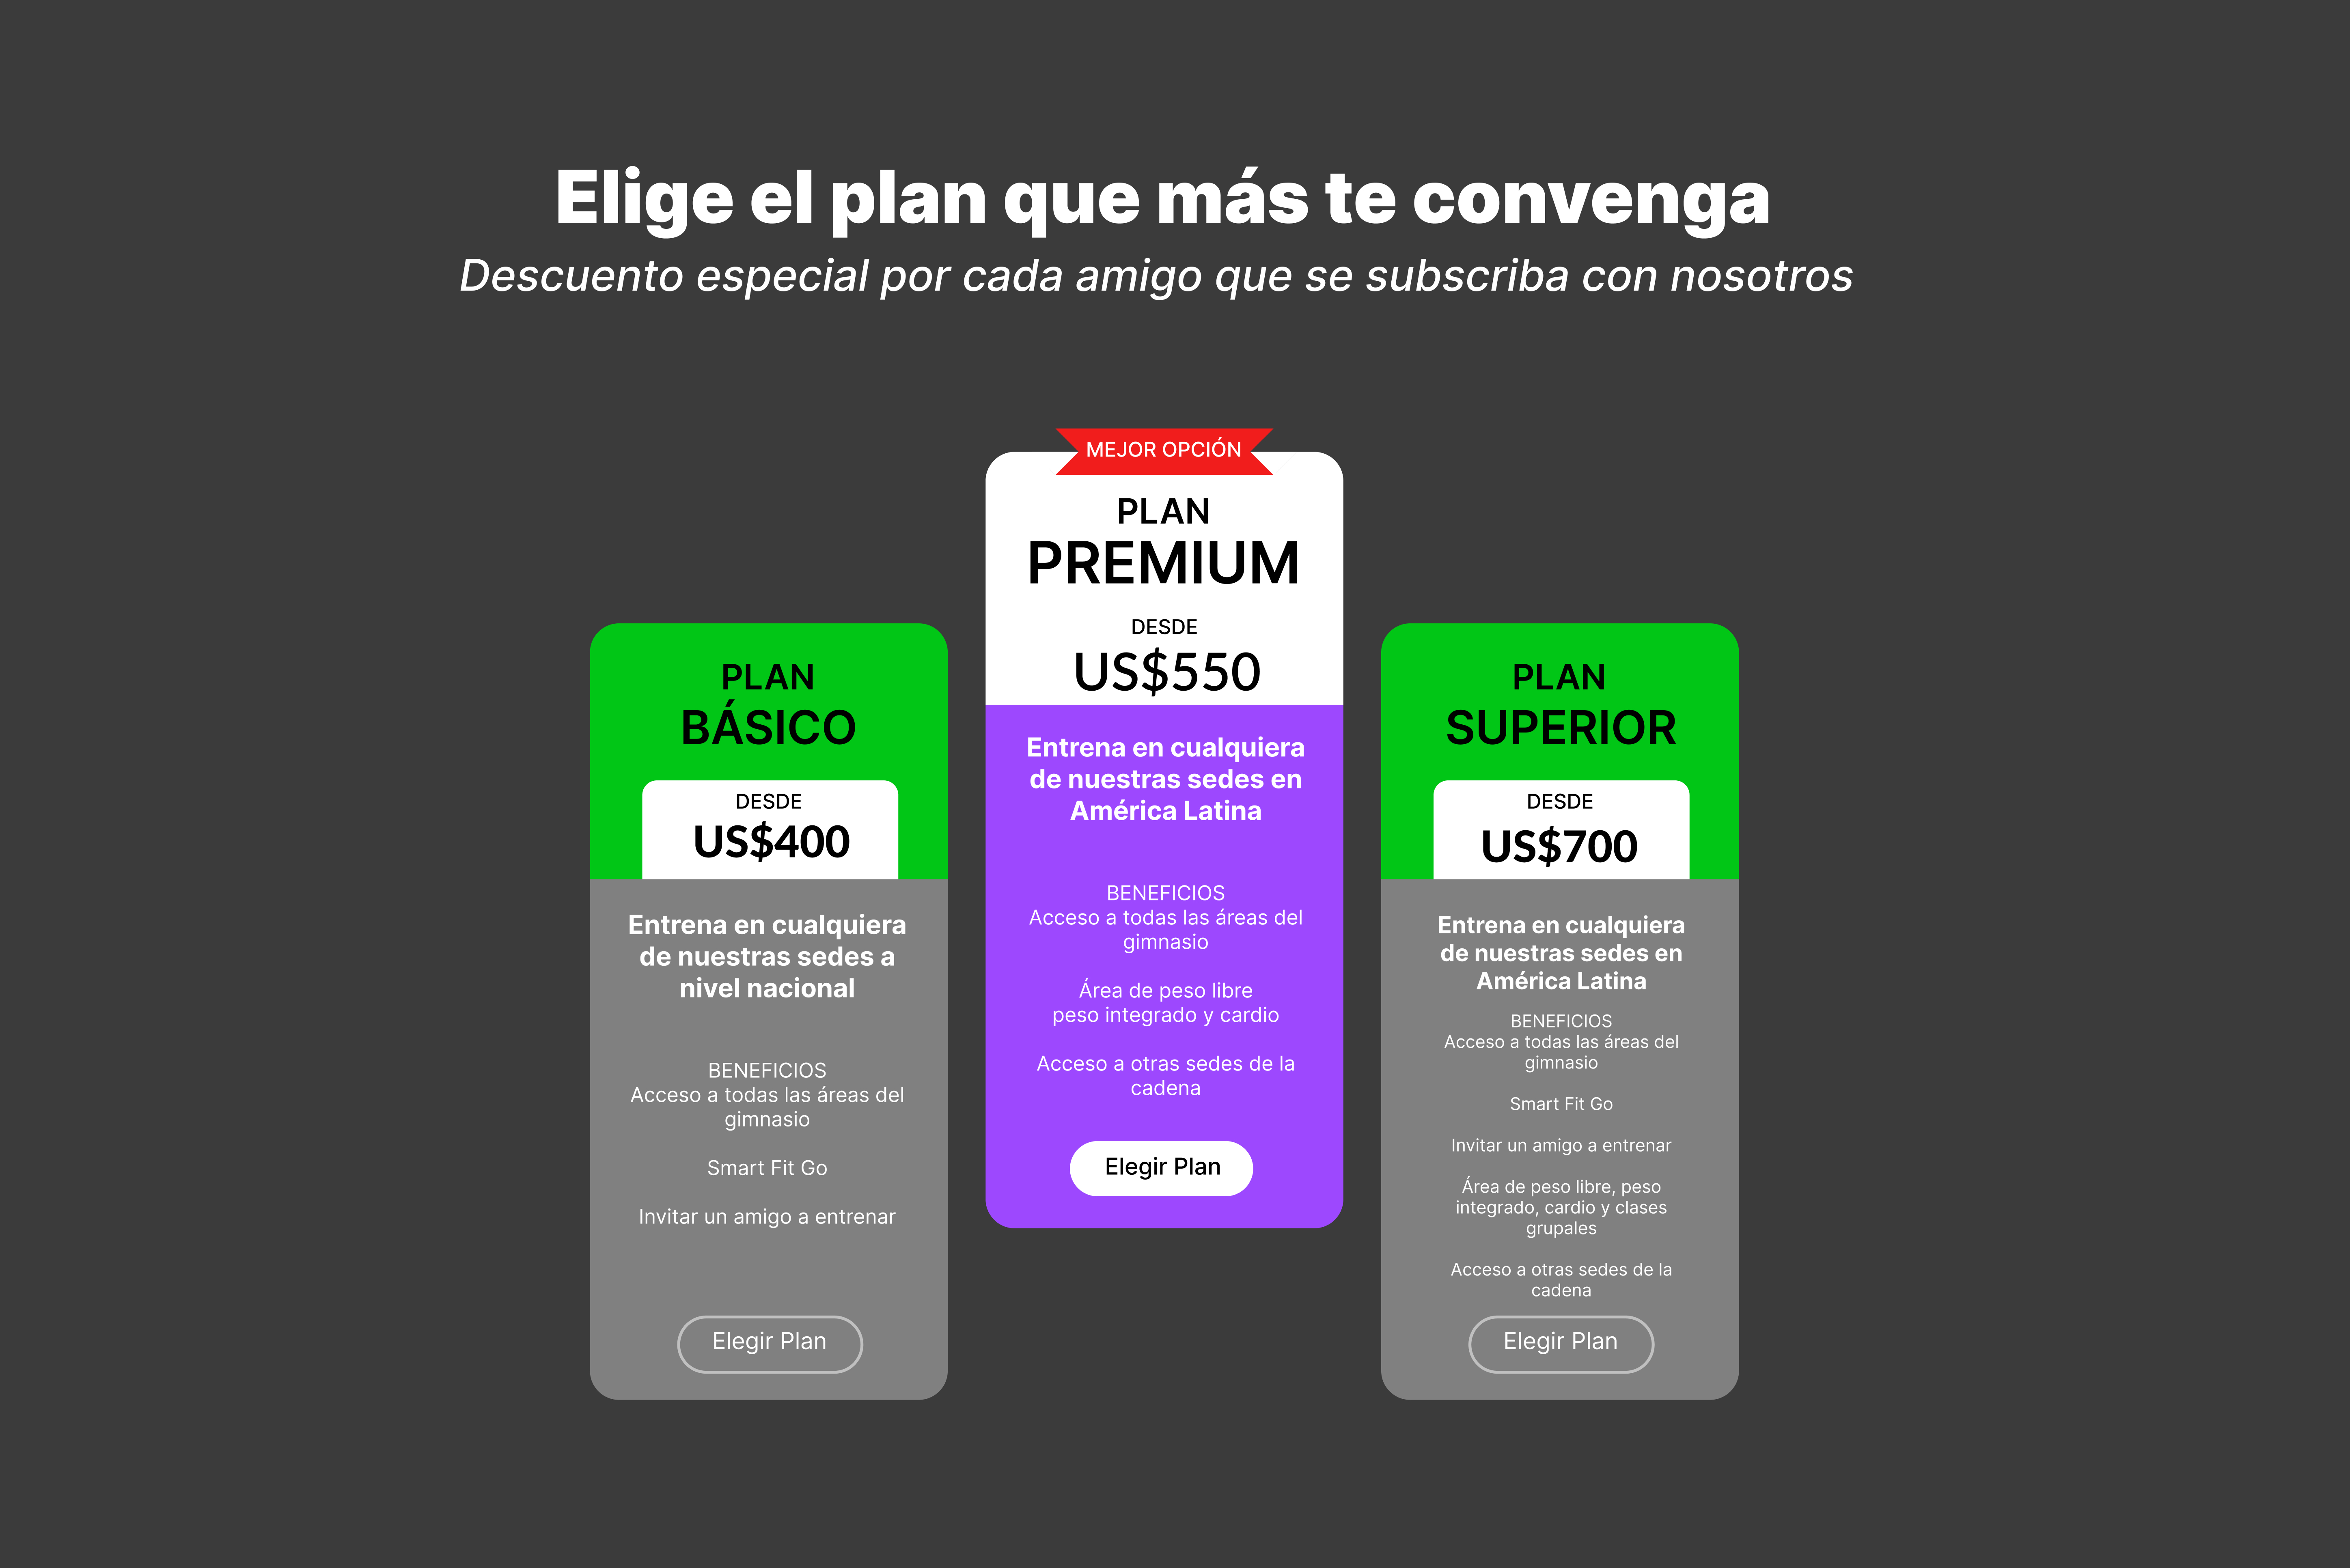 Elige el plan que más te convenga
Descuento especial por cada amigo que se subscriba con nosotros
PLAN
BÁSICO
DESDE
US$400
Entrena en cualquiera
de nuestras sedes a
nivel nacional
BENEFICIOS
Acceso a todas las áreas del
gimnasio
Smart Fit Go
Invitar un amigo a entrenar
Elegir Plan
MEJOR OPCIÓN
PLAN
PREMIUM
DESDE
US$550
Entrena en cualquiera
de nuestras sedes en
América Latina
BENEFICIOS
Acceso a todas las áreas del
gimnasio
Área de peso libre
peso integrado y cardio
Acceso a otras sedes de la
cadena
Elegir Plan
PLAN
SUPERIOR
DESDE
US$700
Entrena en cualquiera
de nuestras sedes en
América Latina
BENEFICIOS
Acceso a todas las áreas del
gimnasio
Smart Fit Go
Invitar un amigo a entrenar
Área de peso libre, peso
integrado, cardio y clases
grupales
Acceso a otras sedes de la
cadena
Elegir Plan